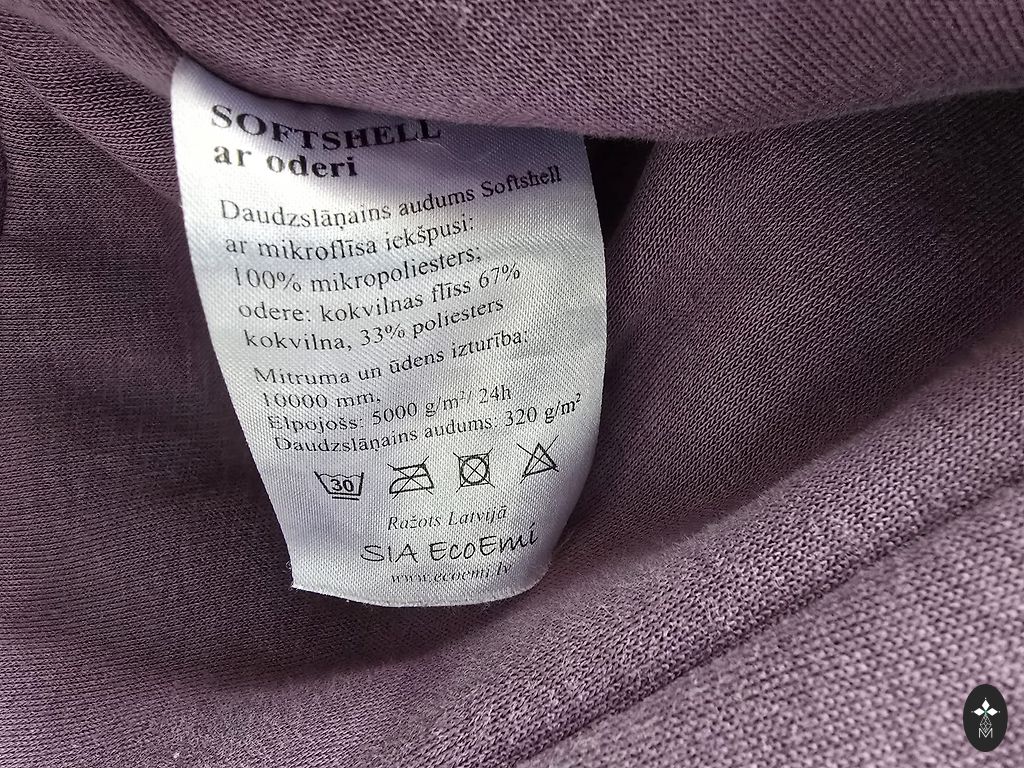 SOFTSHELL
ar oderi
Daudzslāņains audums Softshell
ar mikroflīsa iekšpusi:
100% mikropoliesters;
odere: kokvilnas flīss 67%
kokvilna, 33% poliesters
Mitruma un ūdens izturība:
10000 mm.
Elpojošs: 5000 g/m²/ 24h
Daudzslāņains audums: 320 g/m²
30
Ražots Latvijā
SIA EcoEmi
www.ecoemi.lv
M